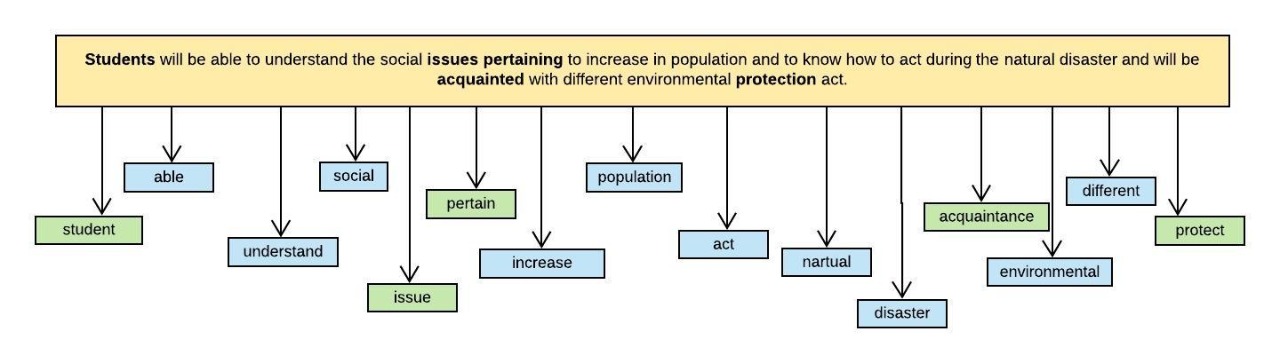 Students will be able to understand the social issues pertaining to increase in population and to know how to act during the natural disaster and will be
acquainted with different environmental protection act.
able
social
pertain
population
different
student
understand
issue
increase
act
nartual
disaster
acquaintance
environmental
protect